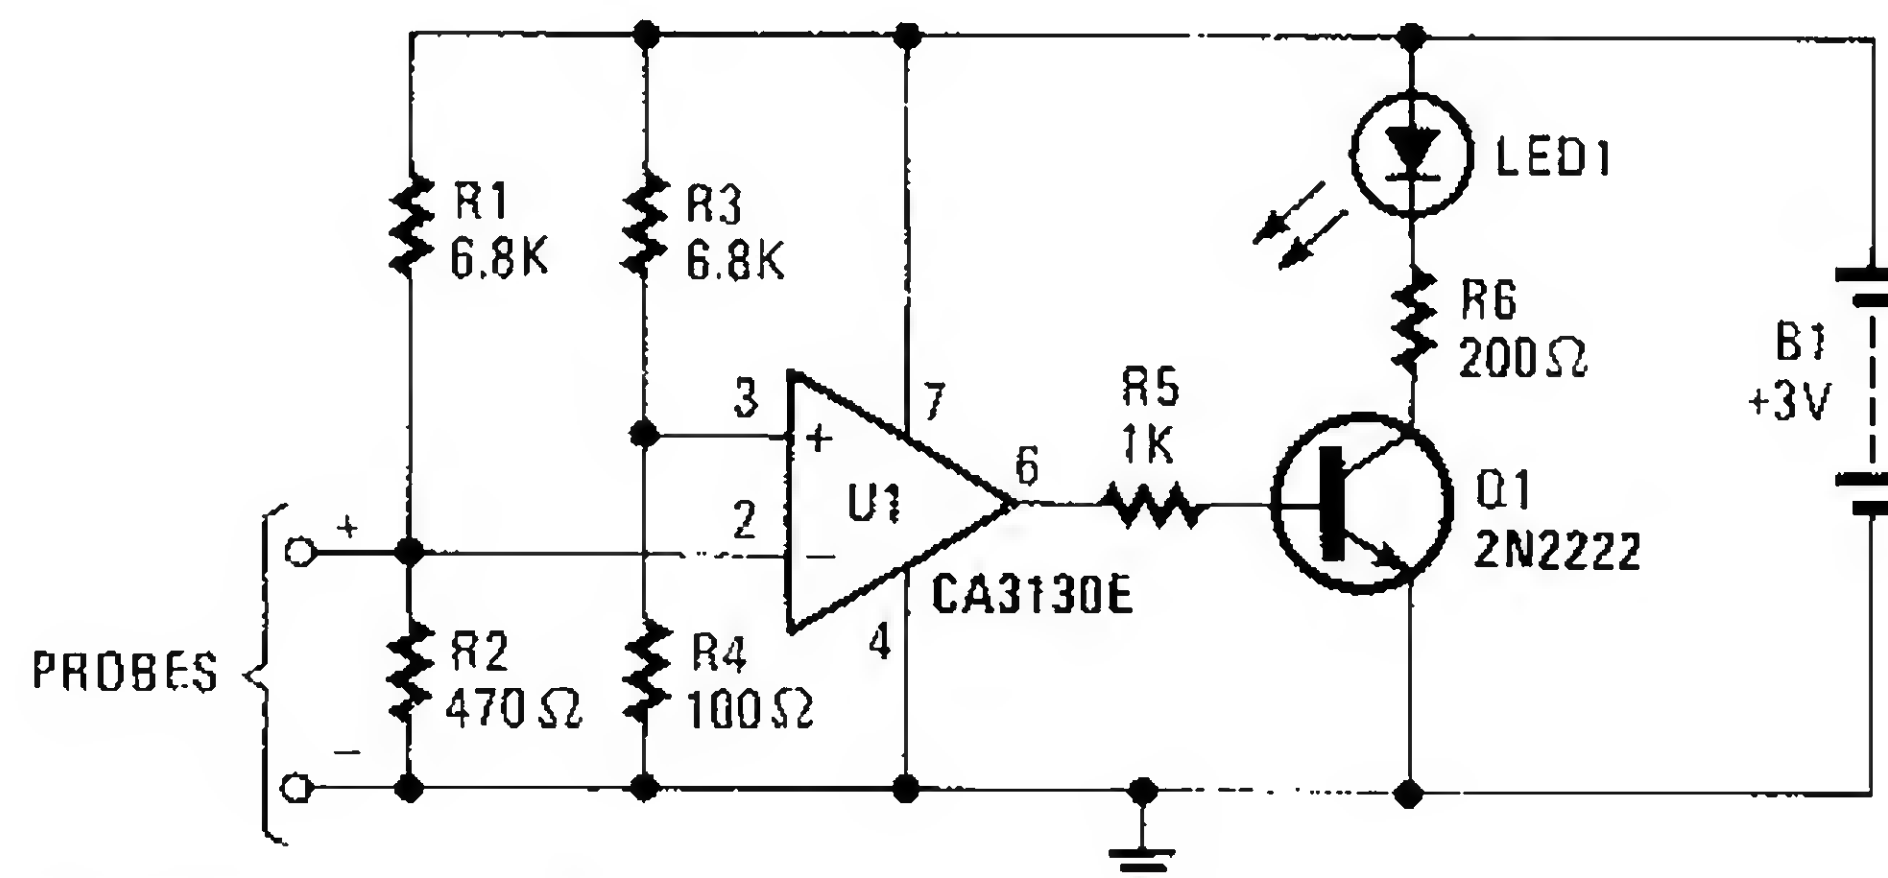 R1
6.8K
R3
6.8K
LED1
R6
200Ω
B1
+3V
3
7
+
R5
1K
6
U1
2
−
Q1
2N2222
+
CA3130E
4
PROBES
R2
470Ω
R4
100Ω
−